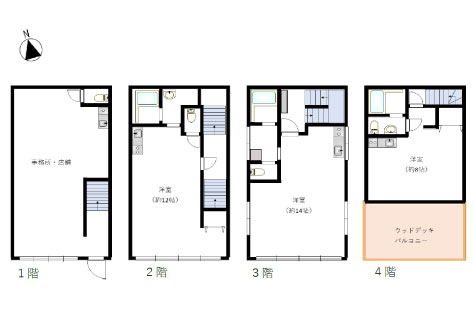 N
事務所・店舗
洋室
(約12帖)
洋室
(約14帖)
洋室
(約8帖)
ウッドデッキ
バルコニー
1階
2階
3階
4階